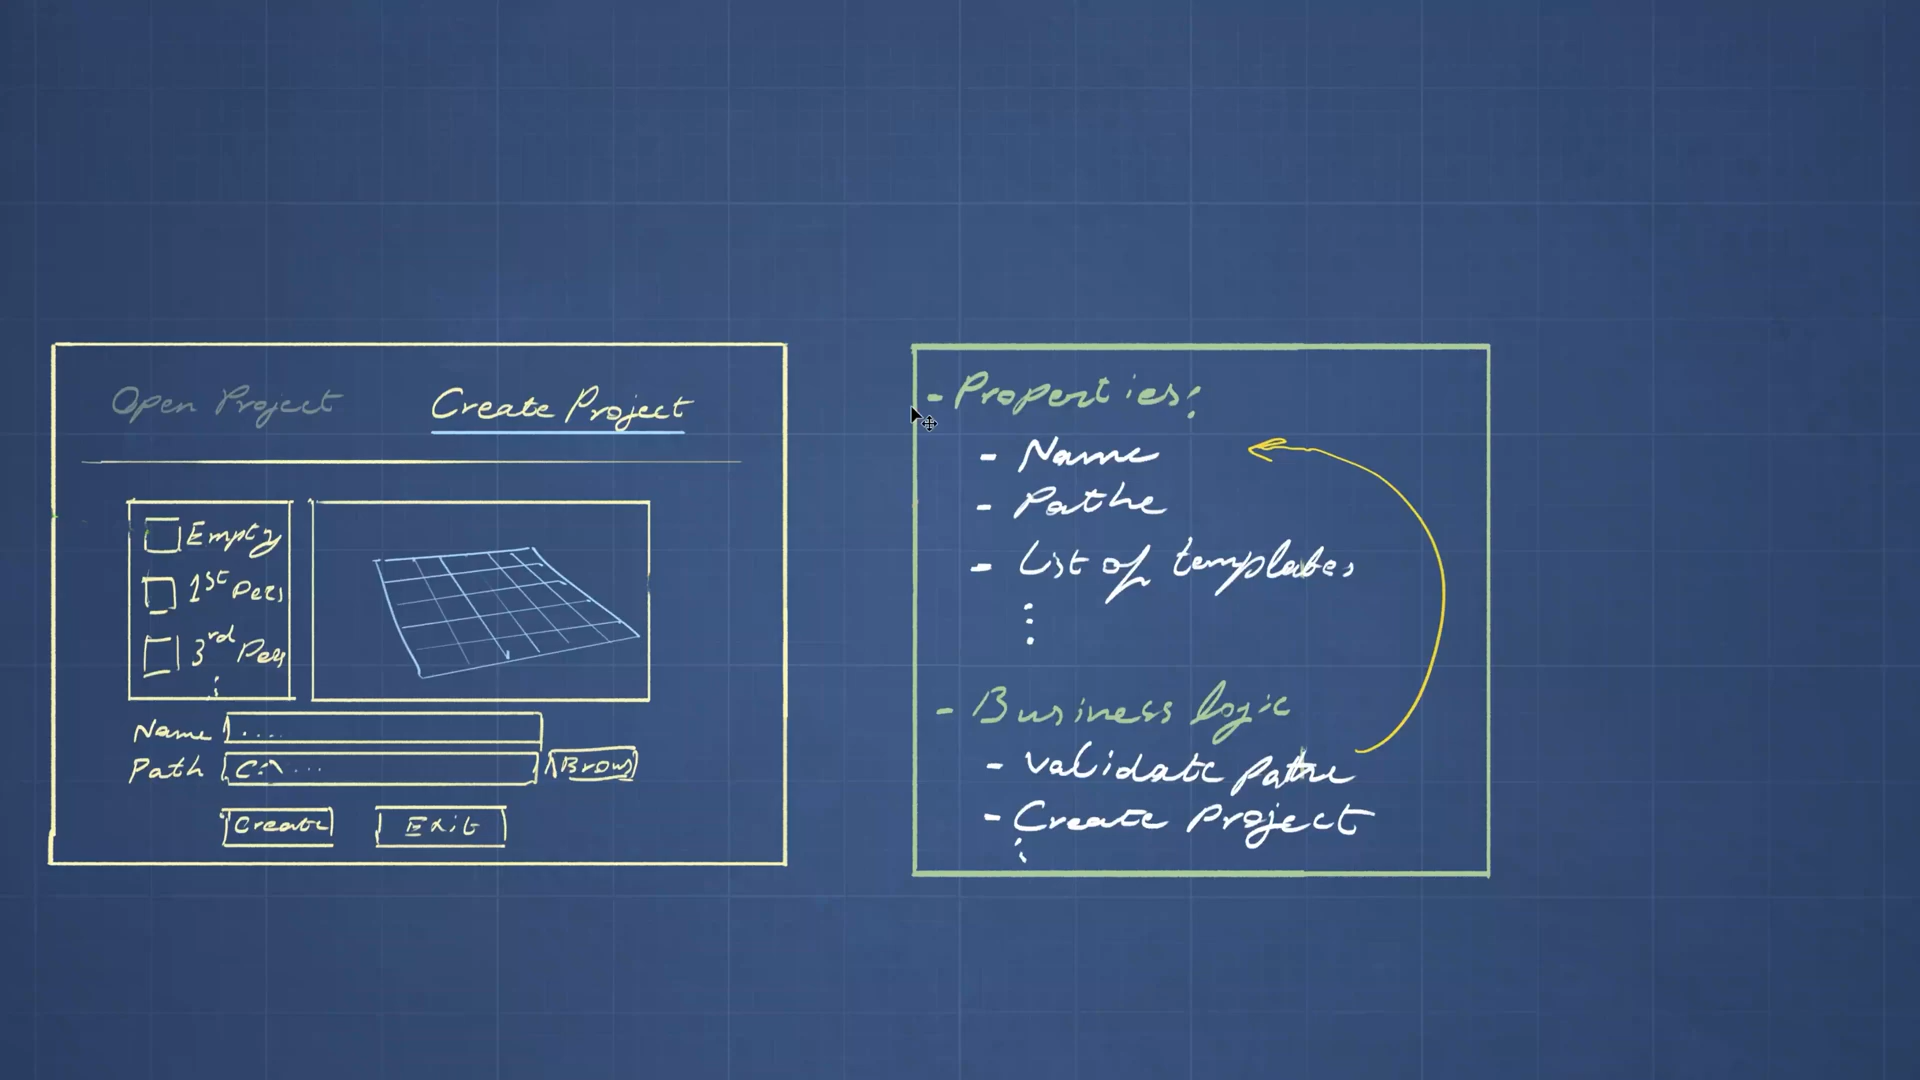 Open Project
Create Project
Empty
1st Pers
3rd Pers
Name ....
Path C:\... Brows
Create
Exit
- Properties:
- Name
- Pathe
- List of templates
- Business logic
- validate pathe
- Create Project